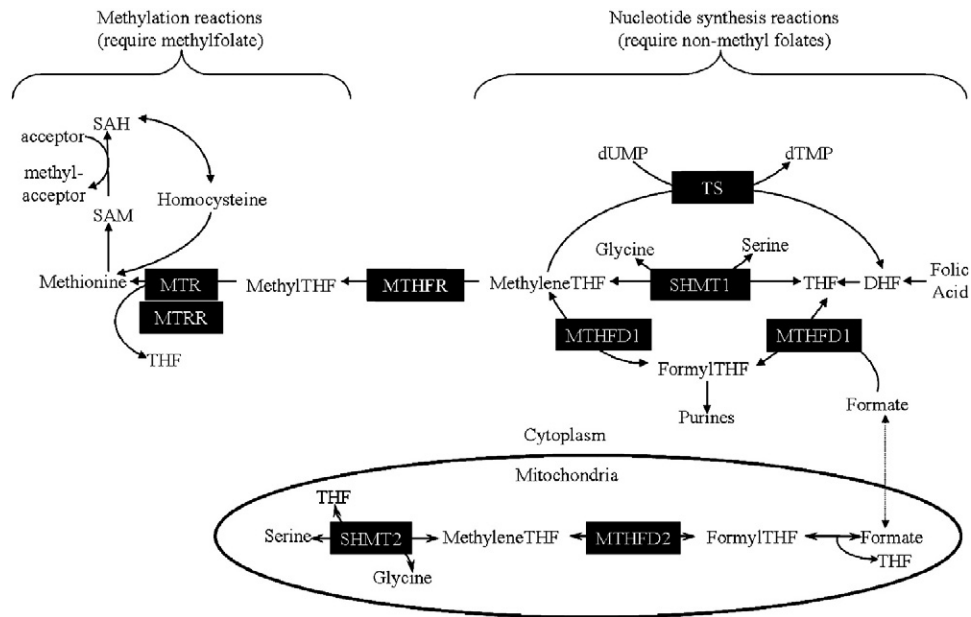 Methylation reactions
(require methylfolate)
Nucleotide synthesis reactions
(require non-methyl folates)
SAH
acceptor
methyl-
acceptor
SAM
Homocysteine
dUMP
dTMP
TS
Glycine
Serine
Methionine
MTR
MethylTHF
MTHFR
MethyleneTHF
SHMT1
THF
DHF
Folic
Acid
MTRR
THF
MTHFD1
MTHFD1
FormylTHF
Purines
Formate
Cytoplasm
Mitochondria
THF
Serine
SHMT2
MethyleneTHF
MTHFD2
FormylTHF
Formate
THF
Glycine